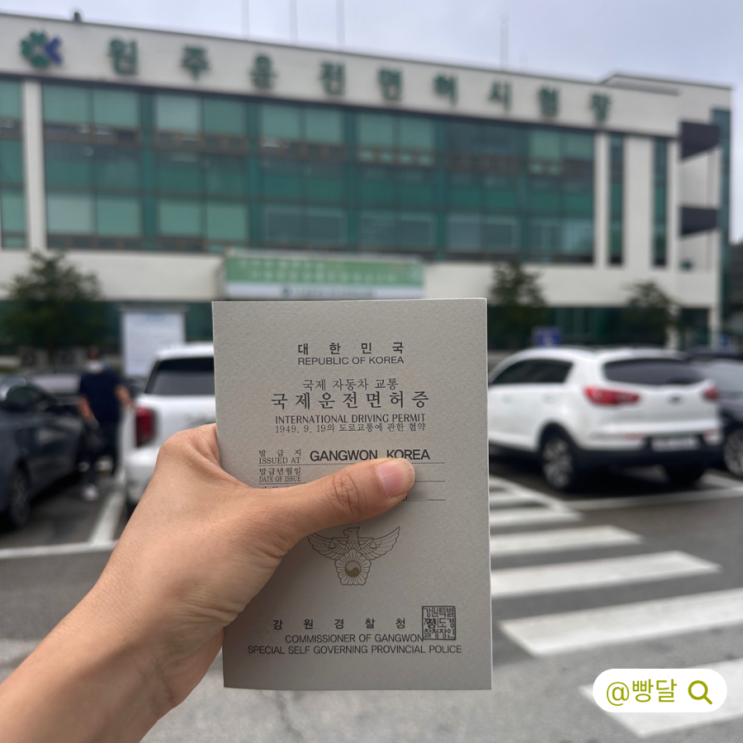 원주운전면허시험장
대 한 민 국
REPUBLIC OF KOREA
국제 자동차 교통
국제운전면허증
INTERNATIONAL DRIVING PERMIT
1949. 9. 19의 도로교통에 관한 협약
발 급 지
ISSUED AT GANGWON KOREA
발급년월일
DATE OF ISSUE
강 원 경 찰 청
COMMISSIONER OF GANGWON
SPECIAL SELF GOVERNING PROVINCIAL POLICE
@빵달